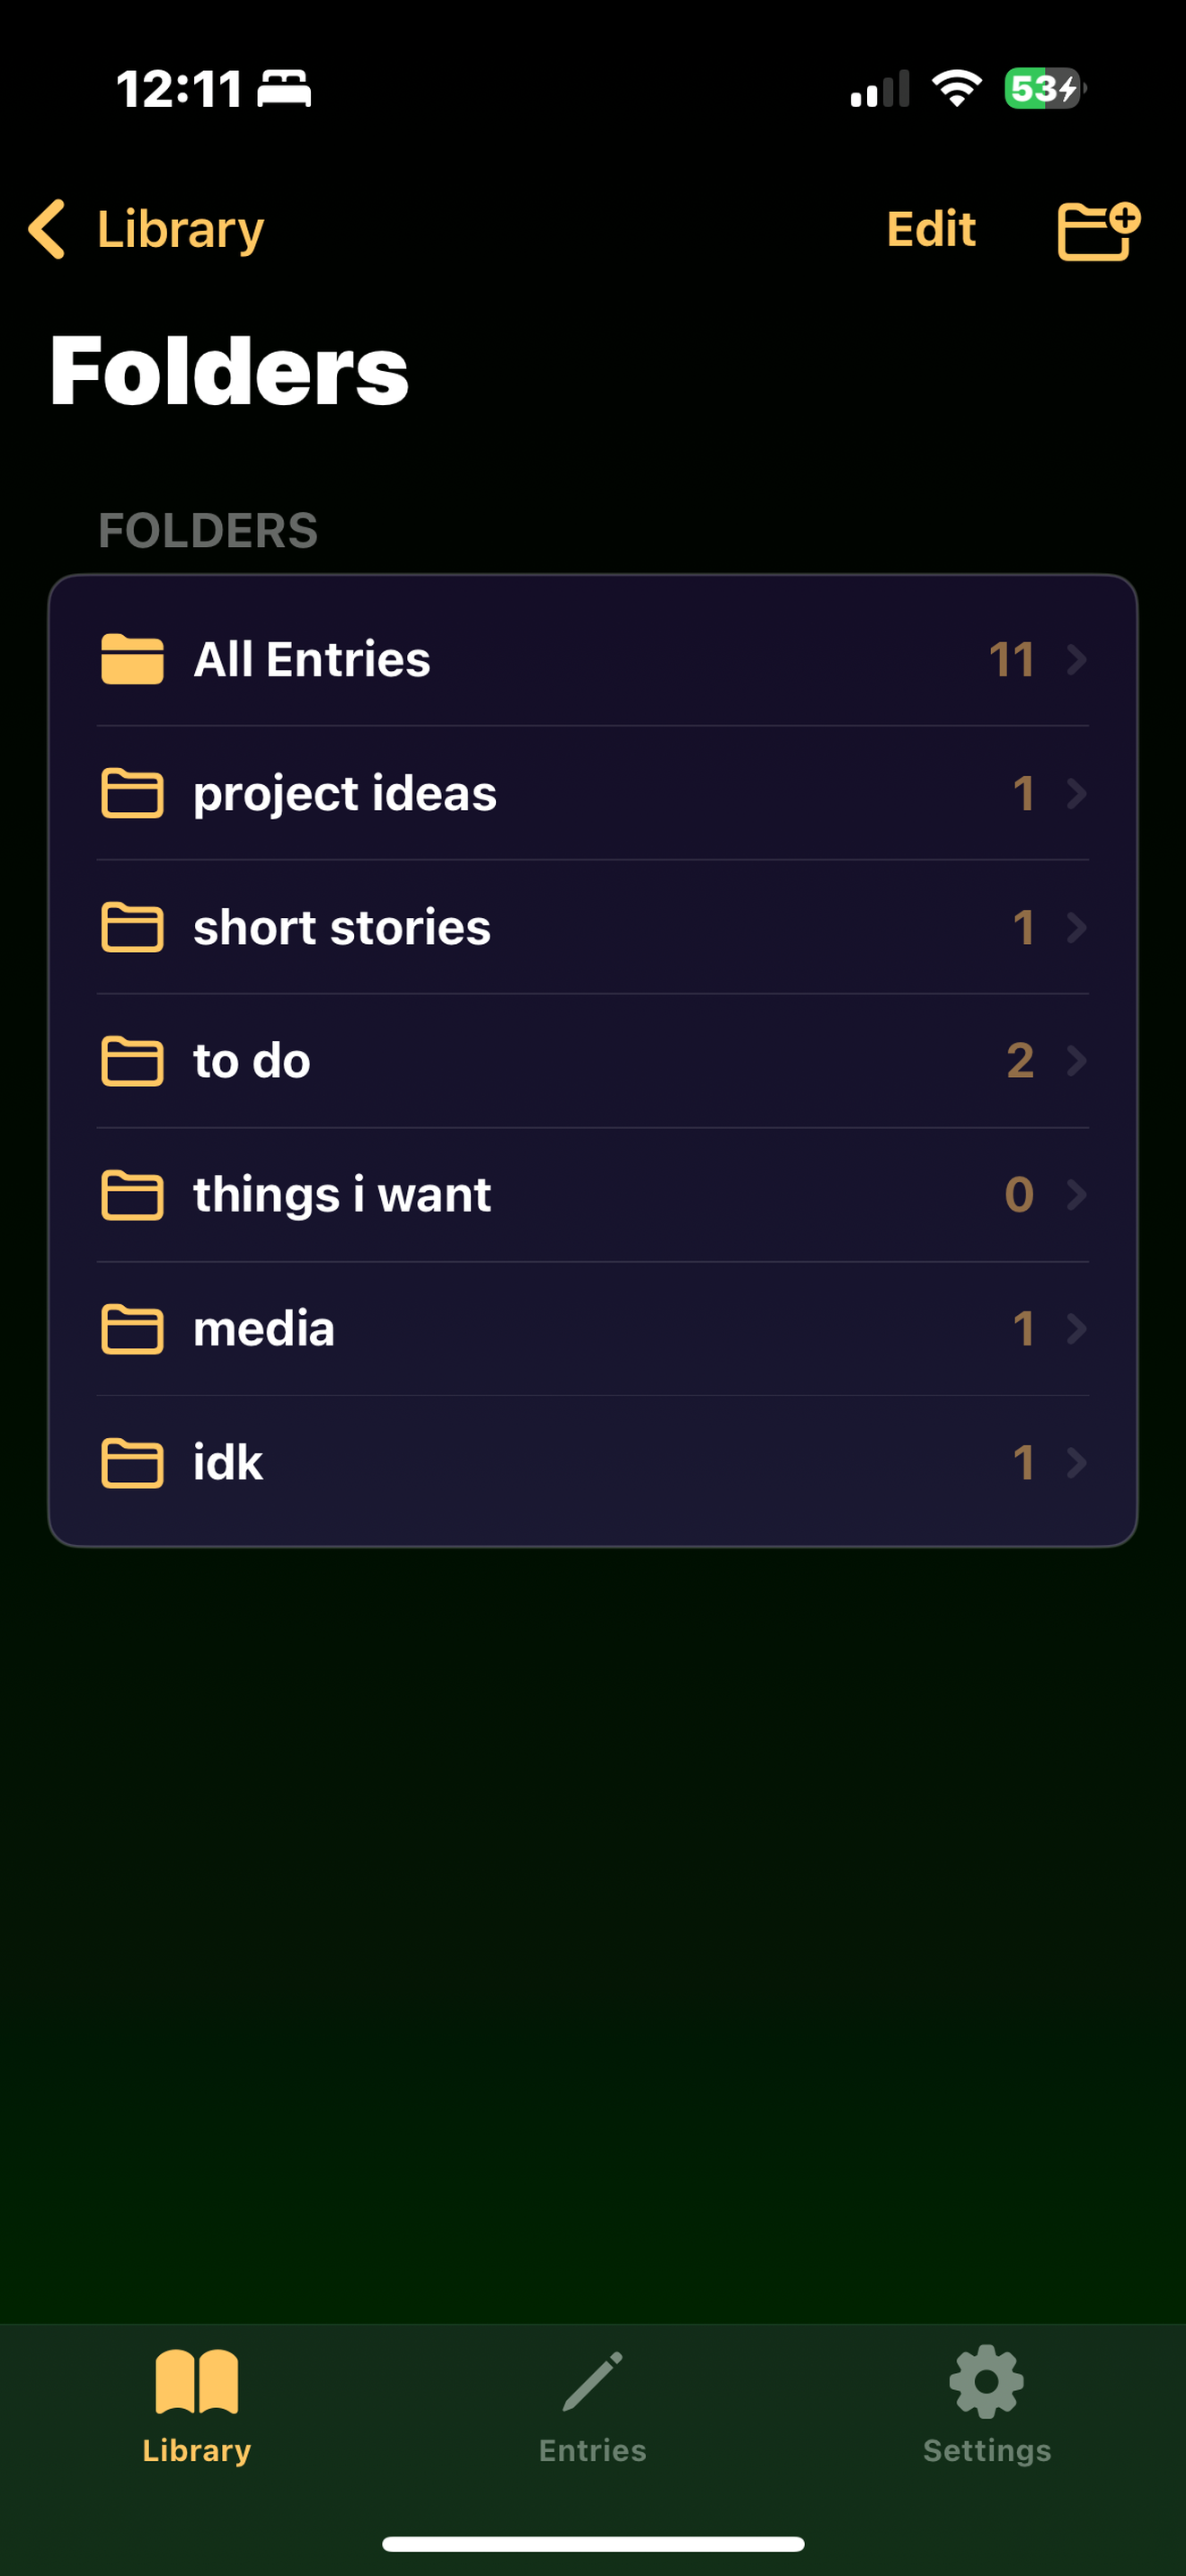 12:11
53
Library
Edit
Folders
FOLDERS
All Entries 11
project ideas 1
short stories 1
to do 2
things i want 0
media 1
idk 1
Library
Entries
Settings